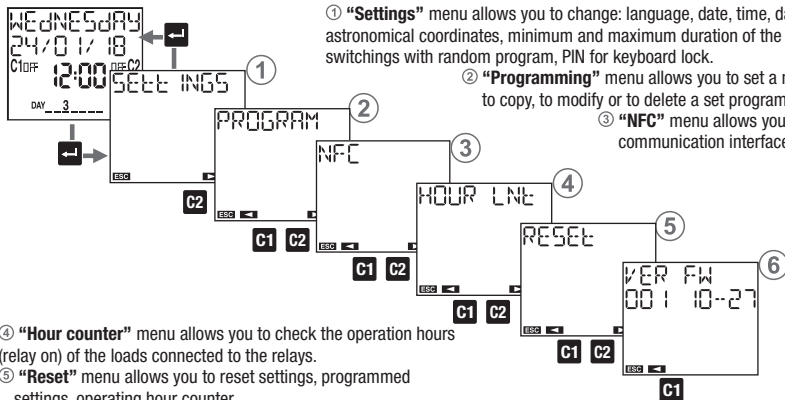 WEdNESdAY
24/01/18
C1OFF 12:00 OFFC2
DAY __3____
① “Settings” menu allows you to change: language, date, time,
astronomical coordinates, minimum and maximum duration of the
switchings with random program, PIN for keyboard lock.
② “Programming” menu allows you to set a
to copy, to modify or to delete a set program
③ “NFC” menu allows you
communication
SEtt INGS
①
ESC
C2
PROGRAM
②
ESC
C1 C2
NFC
③
ESC
C1 C2
HOUR CNt
④
ESC
C1 C2
RESEt
⑤
ESC
C1 C2
VER FW
001 10--27
⑥
ESC
C1
④ “Hour counter” menu allows you to check the operation hours
(relay on) of the loads connected to the relays.
⑤ “Reset” menu allows you to reset settings, programmed
settings, operating hour counter